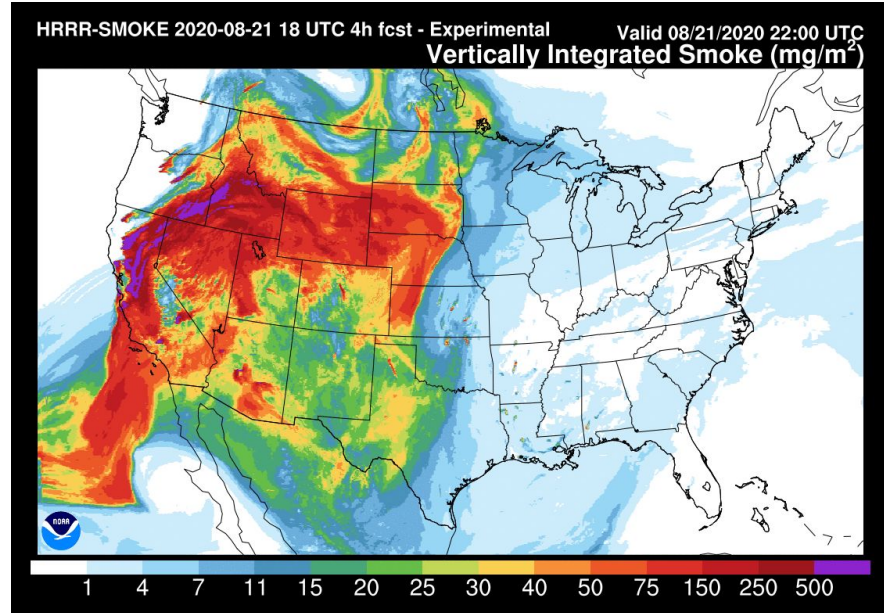 HRRR-SMOKE 2020-08-21 18 UTC 4h fcst - Experimental Valid 08/21/2020 22:00 UTC
Vertically Integrated Smoke (mg/m²)
NOAA
1 4 7 11 15 20 25 30 40 50 75 150 250 500